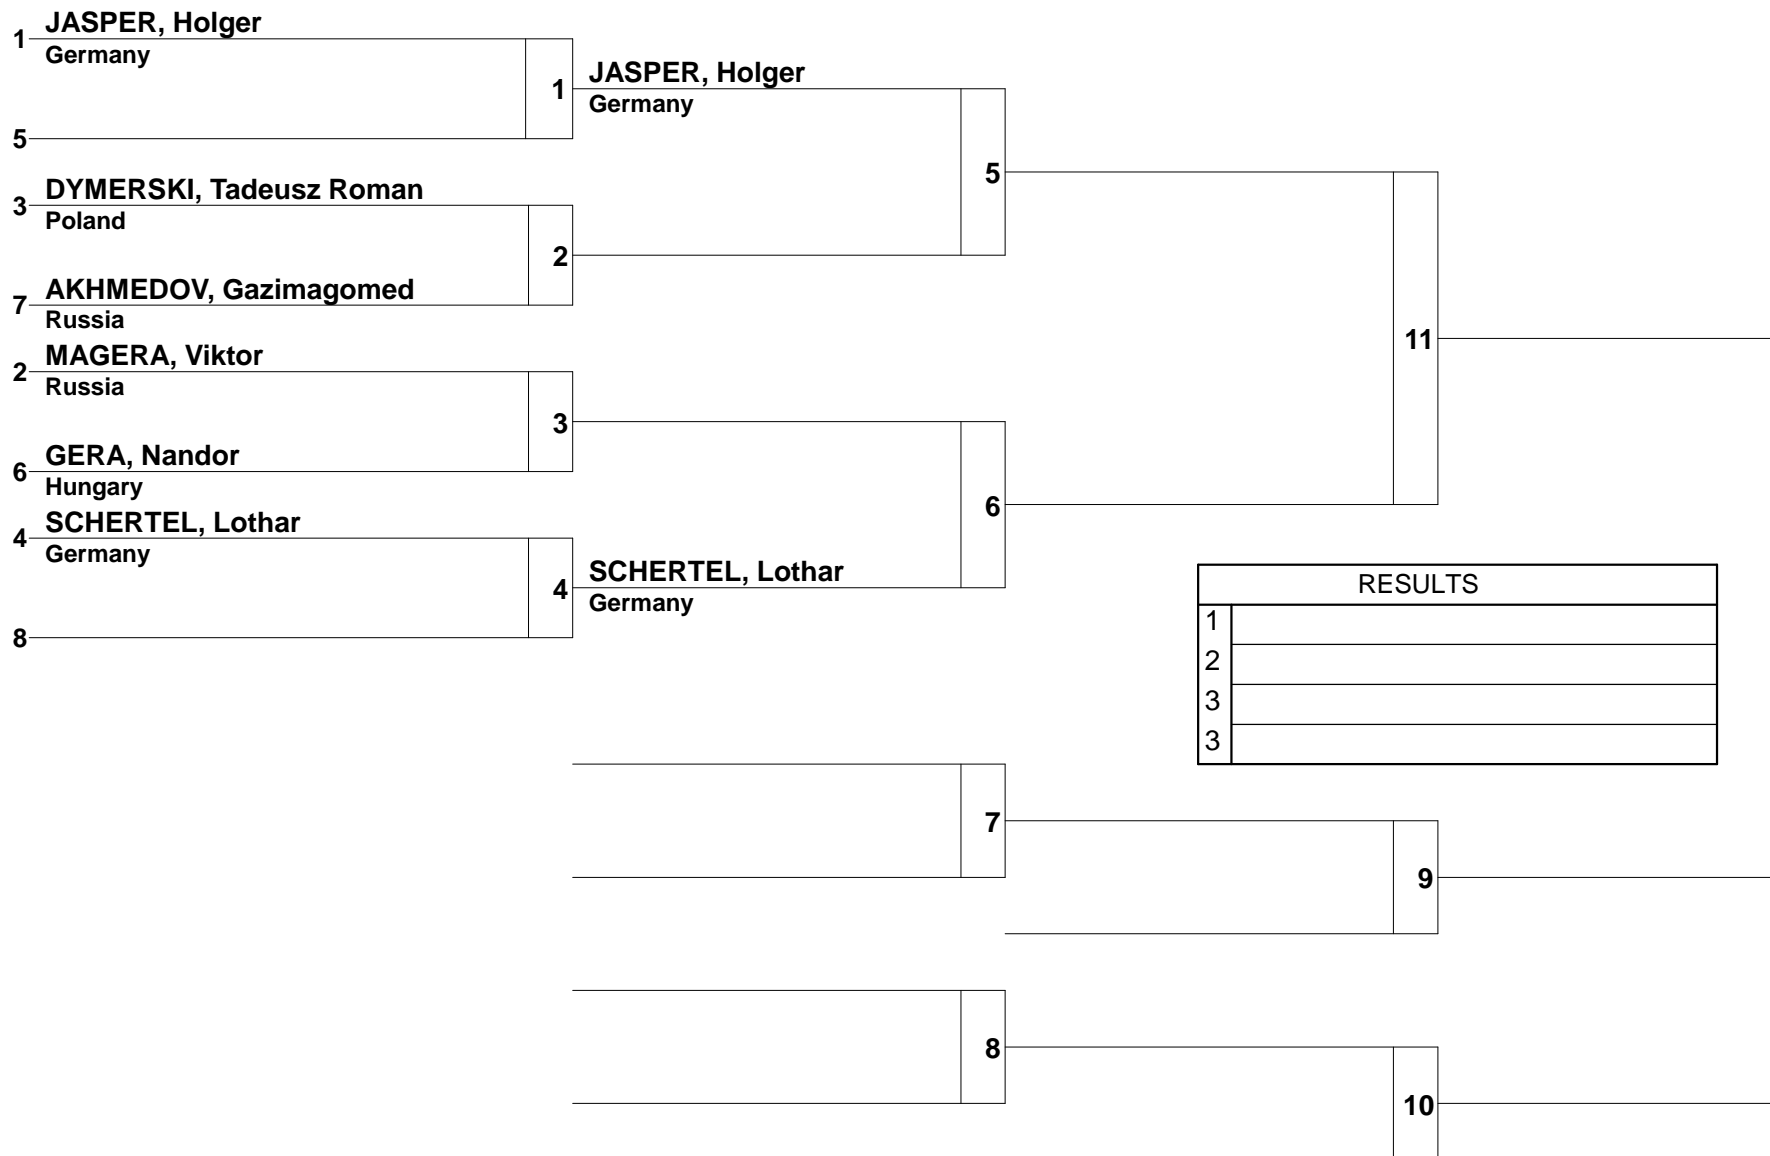 1 JASPER, Holger
Germany
1 JASPER, Holger
Germany
5
5
3 DYMERSKI, Tadeusz Roman
Poland
2
7 AKHMEDOV, Gazimagomed
Russia
2 MAGERA, Viktor
Russia
11
3
6 GERA, Nandor
Hungary
6
4 SCHERTEL, Lothar
Germany
4 SCHERTEL, Lothar
Germany
8
RESULTS
1
2
3
3
7
9
8
10